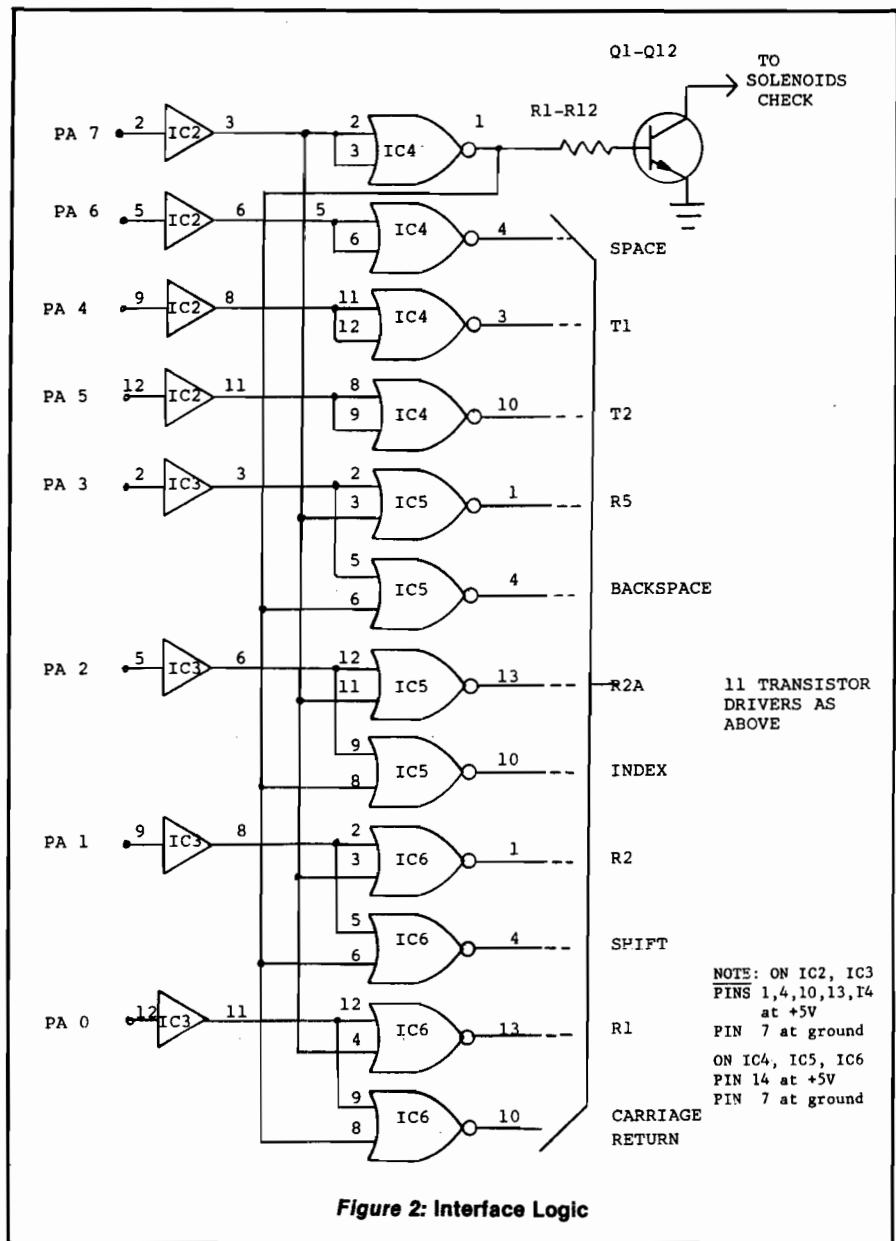 Q1-Q12
TO
SOLENOIDS
CHECK
R1-R12
PA 7 2 IC2 3 2 3 IC4 1
PA 6 5 IC2 6 5 6 IC4 4 SPACE
PA 4 9 IC2 8 11 12 IC4 3 T1
PA 5 12 IC2 11 8 9 IC4 10 T2
PA 3 2 IC3 3 2 3 IC5 1 R5
5 6 IC5 4 BACKSPACE
PA 2 5 IC3 6 12 11 IC5 13 R2A
11 TRANSISTOR
DRIVERS AS
ABOVE
9 8 IC5 10 INDEX
PA 1 9 IC3 8 2 3 IC6 1 R2
5 6 IC6 4 SHIFT
PA 0 12 IC3 11 12 4 IC6 13 R1
9 8 IC6 10 CARRIAGE
RETURN
NOTE: ON IC2, IC3
PINS 1,4,10,13,14
at +5V
PIN 7 at ground
ON IC4, IC5, IC6
PIN 14 at +5V
PIN 7 at ground
Figure 2: Interface Logic